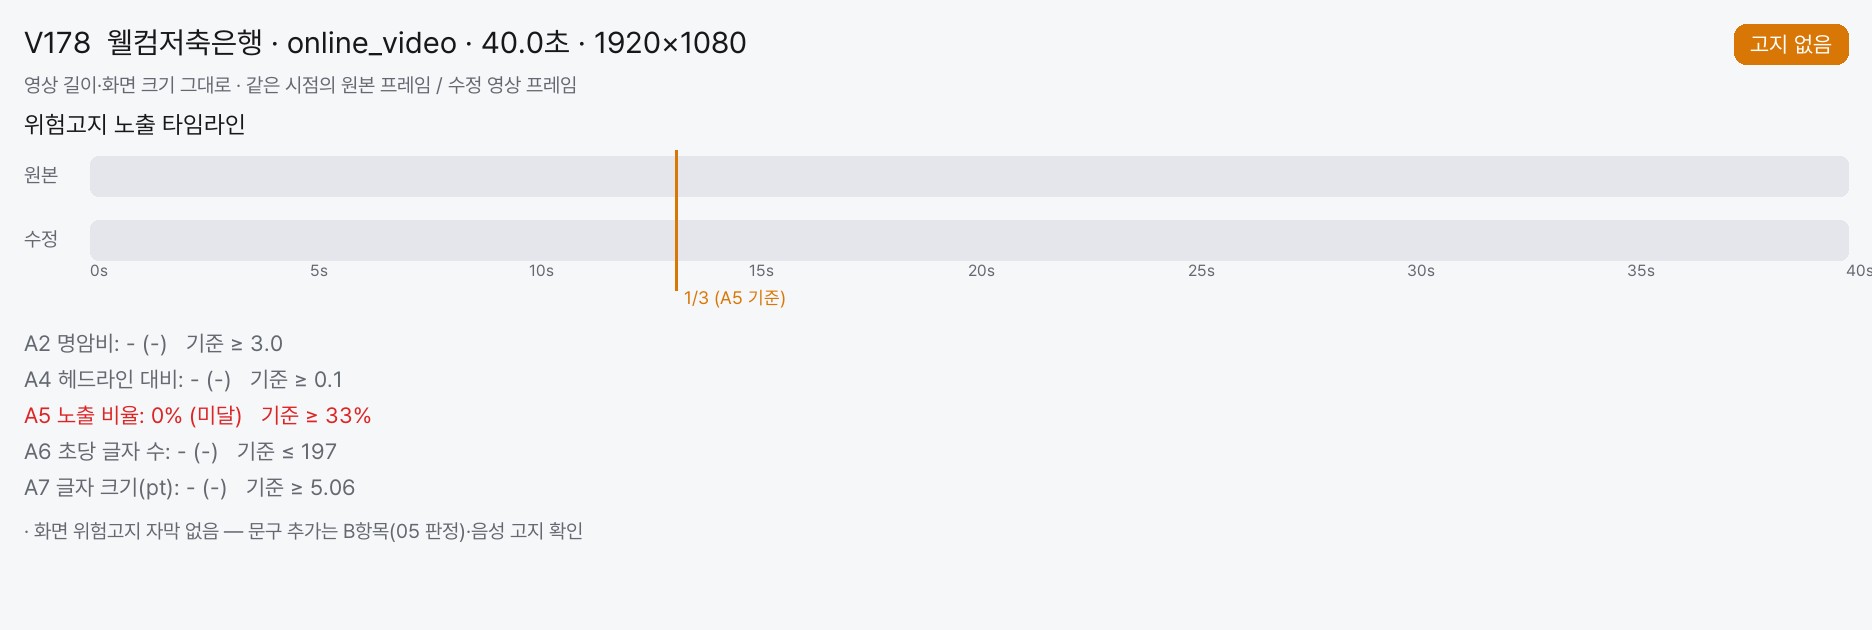 V178 웰컴저축은행 · online_video · 40.0초 · 1920×1080
고지 없음
영상 길이·화면 크기 그대로 · 같은 시점의 원본 프레임 / 수정 영상 프레임
위험고지 노출 타임라인
원본
수정
0s 5s 10s 15s 20s 25s 30s 35s 40s
1/3 (A5 기준)
A2 명암비: - (-) 기준 ≥ 3.0
A4 헤드라인 대비: - (-) 기준 ≥ 0.1
A5 노출 비율: 0% (미달) 기준 ≥ 33%
A6 초당 글자 수: - (-) 기준 ≤ 197
A7 글자 크기(pt): - (-) 기준 ≥ 5.06
· 화면 위험고지 자막 없음 — 문구 추가는 B항목(05 판정)·음성 고지 확인